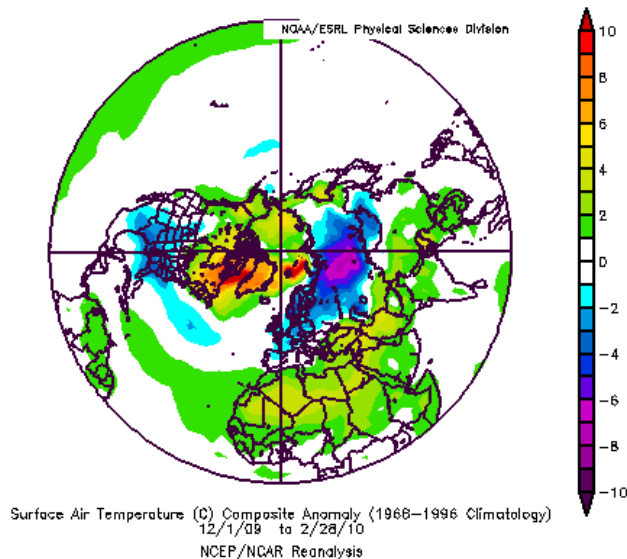 NOAA/ESRL Physical Sciences Division
10
8
6
4
2
0
-2
-4
-6
-8
-10
Surface Air Temperature (C) Composite Anomaly (1968-1996 Climatology)
12/1/09 to 2/28/10
NCEP/NCAR Reanalysis